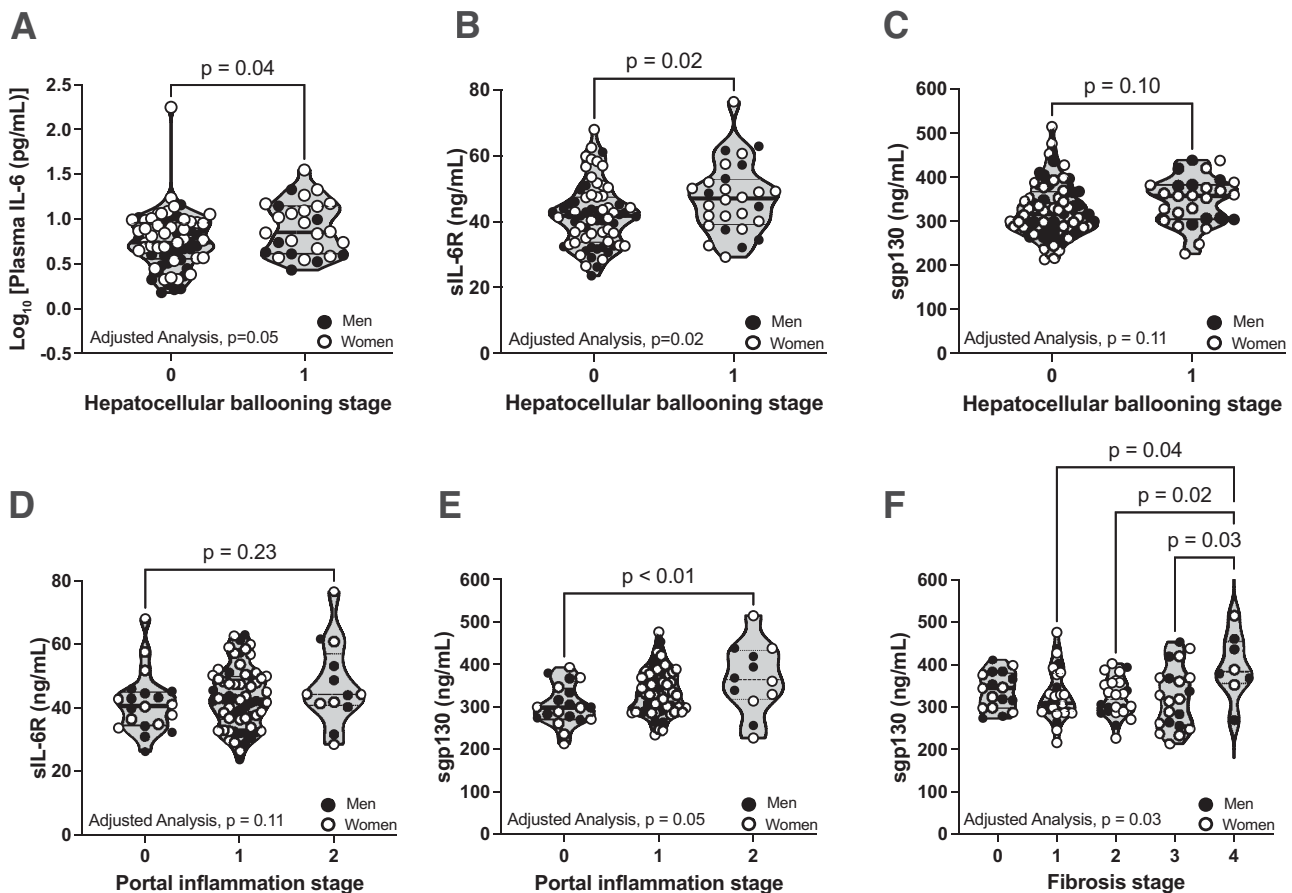 A
p = 0.04
Log10 [Plasma IL-6 (pg/mL)]
2.5
2.0
1.5
1.0
0.5
0.0
-0.5
Adjusted Analysis, p=0.05
Men
Women
0 1
Hepatocellular ballooning stage
B
p = 0.02
sIL-6R (ng/mL)
80
60
40
20
0
Adjusted Analysis, p=0.02
Men
Women
0 1
Hepatocellular ballooning stage
C
p = 0.10
sgp130 (ng/mL)
600
500
400
300
200
100
0
Adjusted Analysis, p = 0.11
Men
Women
0 1
Hepatocellular ballooning stage
D
p = 0.23
sIL-6R (ng/mL)
80
60
40
20
0
Adjusted Analysis, p = 0.11
Men
Women
0 1 2
Portal inflammation stage
E
p < 0.01
sgp130 (ng/mL)
600
500
400
300
200
100
0
Adjusted Analysis, p = 0.05
Men
Women
0 1 2
Portal inflammation stage
F
p = 0.04
p = 0.02
p = 0.03
sgp130 (ng/mL)
600
500
400
300
200
100
0
Adjusted Analysis, p = 0.03
Men
Women
0 1 2 3 4
Fibrosis stage